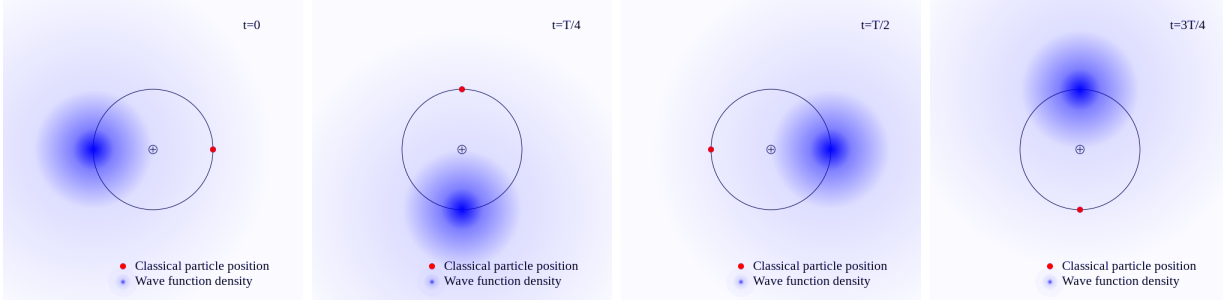 t=0
Classical particle position
Wave function density
t=T/4
Classical particle position
Wave function density
t=T/2
Classical particle position
Wave function density
t=3T/4
Classical particle position
Wave function density